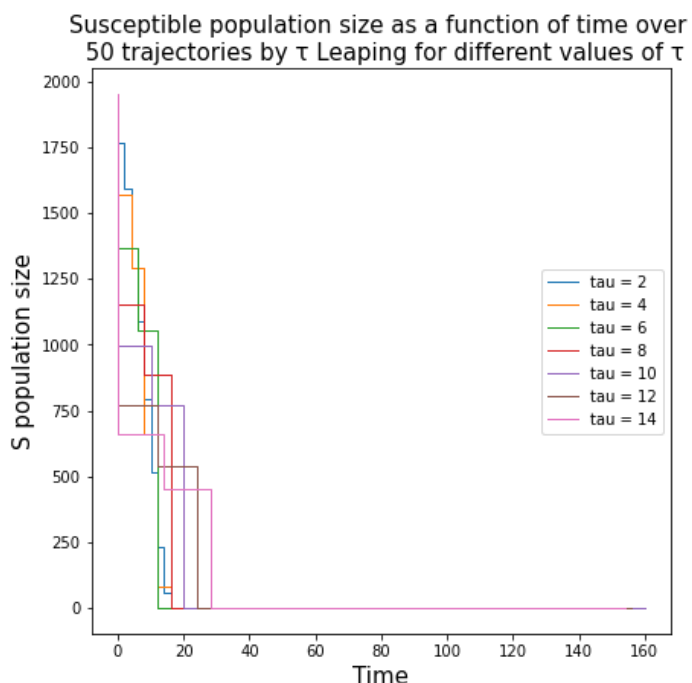 Susceptible population size as a function of time over
50 trajectories by τ Leaping for different values of τ
2000
1750
1500
1250
1000
750
500
250
0
S population size
tau = 2
tau = 4
tau = 6
tau = 8
tau = 10
tau = 12
tau = 14
0 20 40 60 80 100 120 140 160
Time